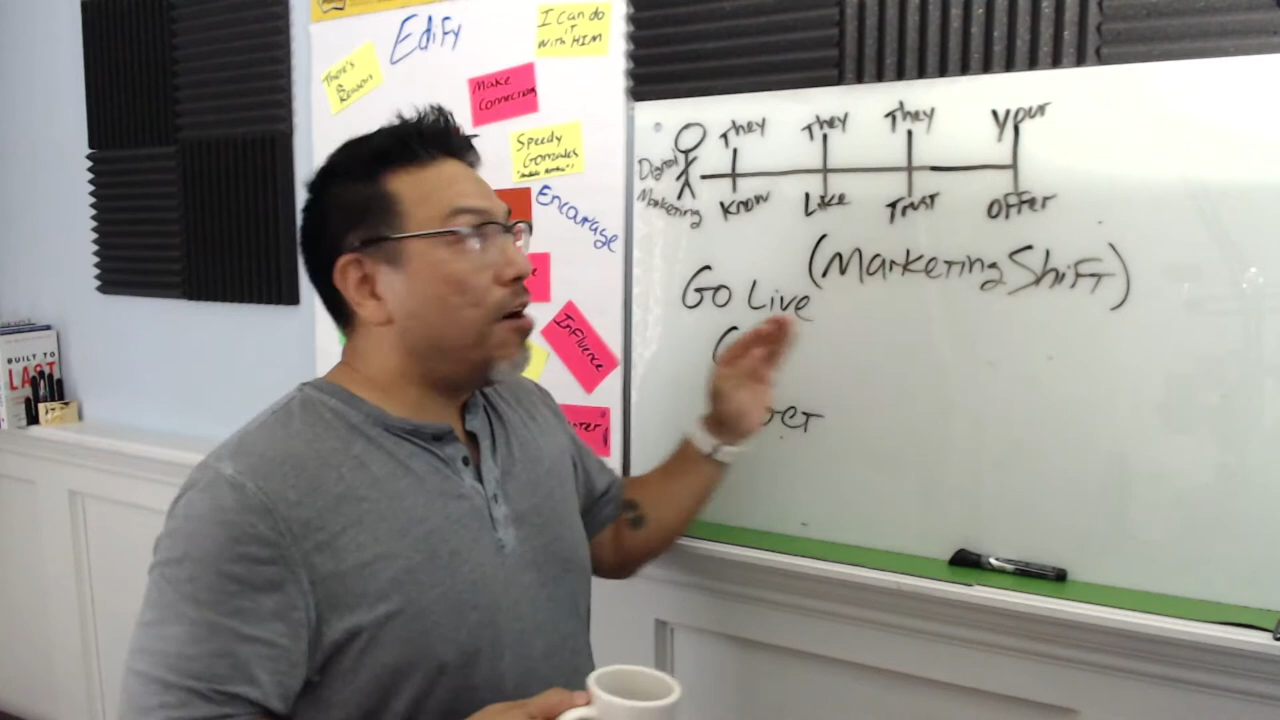 Edify
I can do
it
with HIM
There's
a
Reason
Make
Connections
Speedy
Gonzales
Encourage
Influence
BUILT TO
LAST
They
They
They
your
Digital
Marketing
Know
Like
Trust
offer
(Marketing Shift)
Go Live